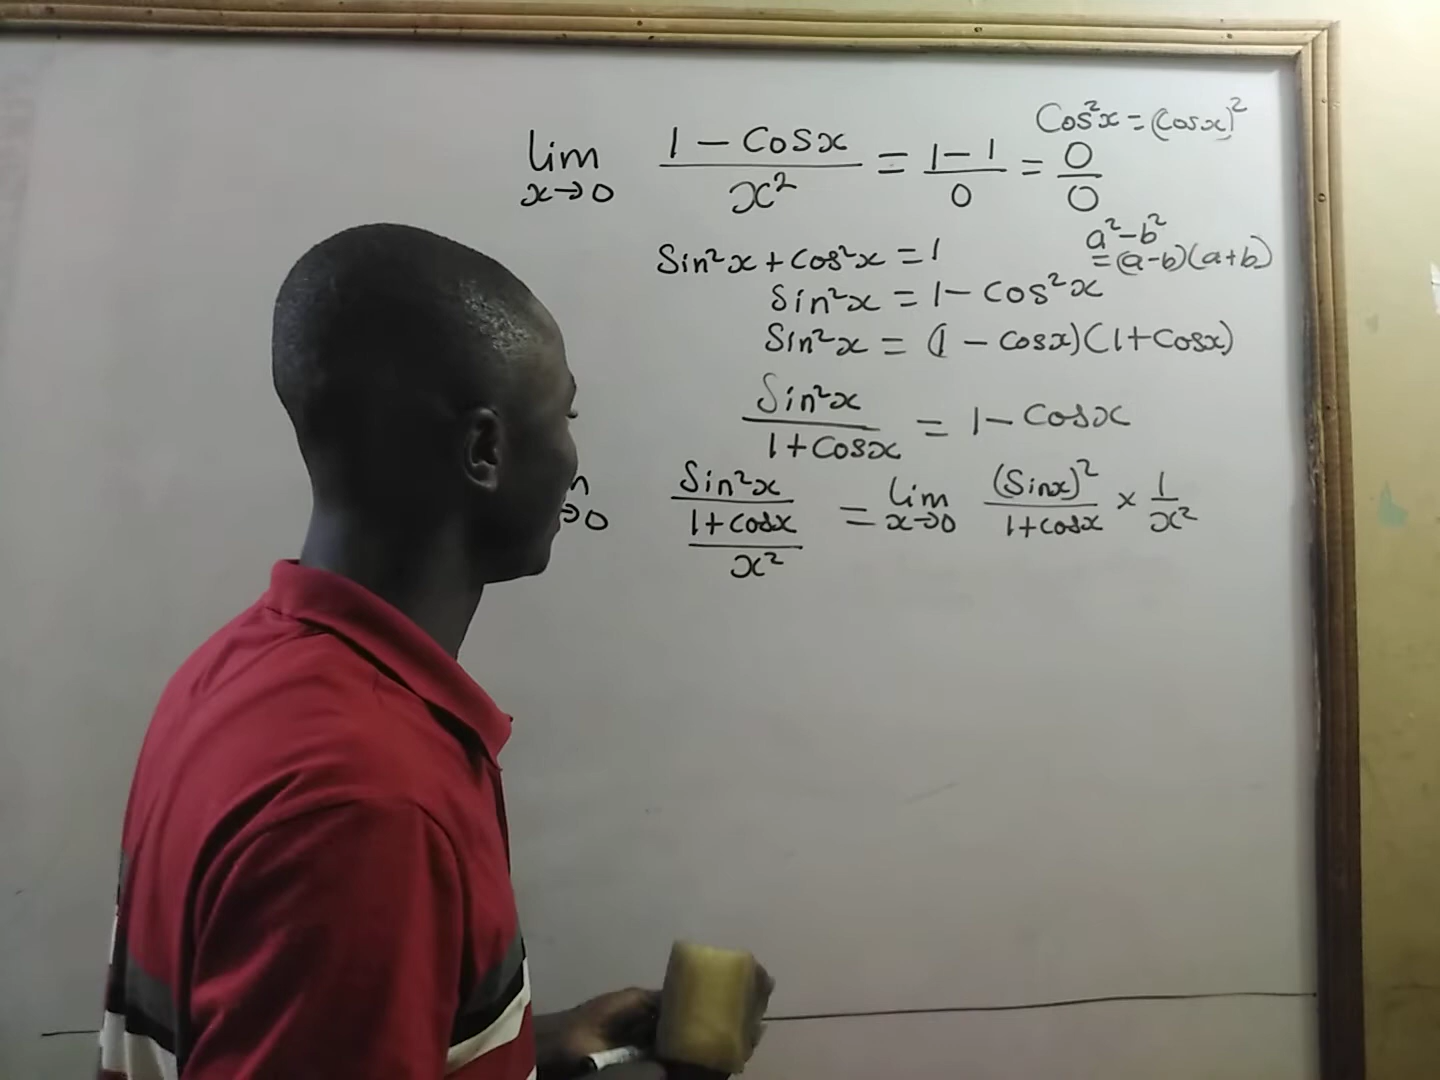 Cos²x = (Cosx)²
lim x→0 (1 - Cosx)/x² = (1-1)/0 = 0/0
a² - b²
= (a-b)(a+b)
Sin²x + Cos²x = 1
Sin²x = 1 - Cos²x
Sin²x = (1 - Cosx)(1 + Cosx)
Sin²x/(1 + Cosx) = 1 - Cosx
→0 (Sin²x/(1+Cosx))/x² = lim x→0 (Sinx)²/(1+Cosx) × 1/x²